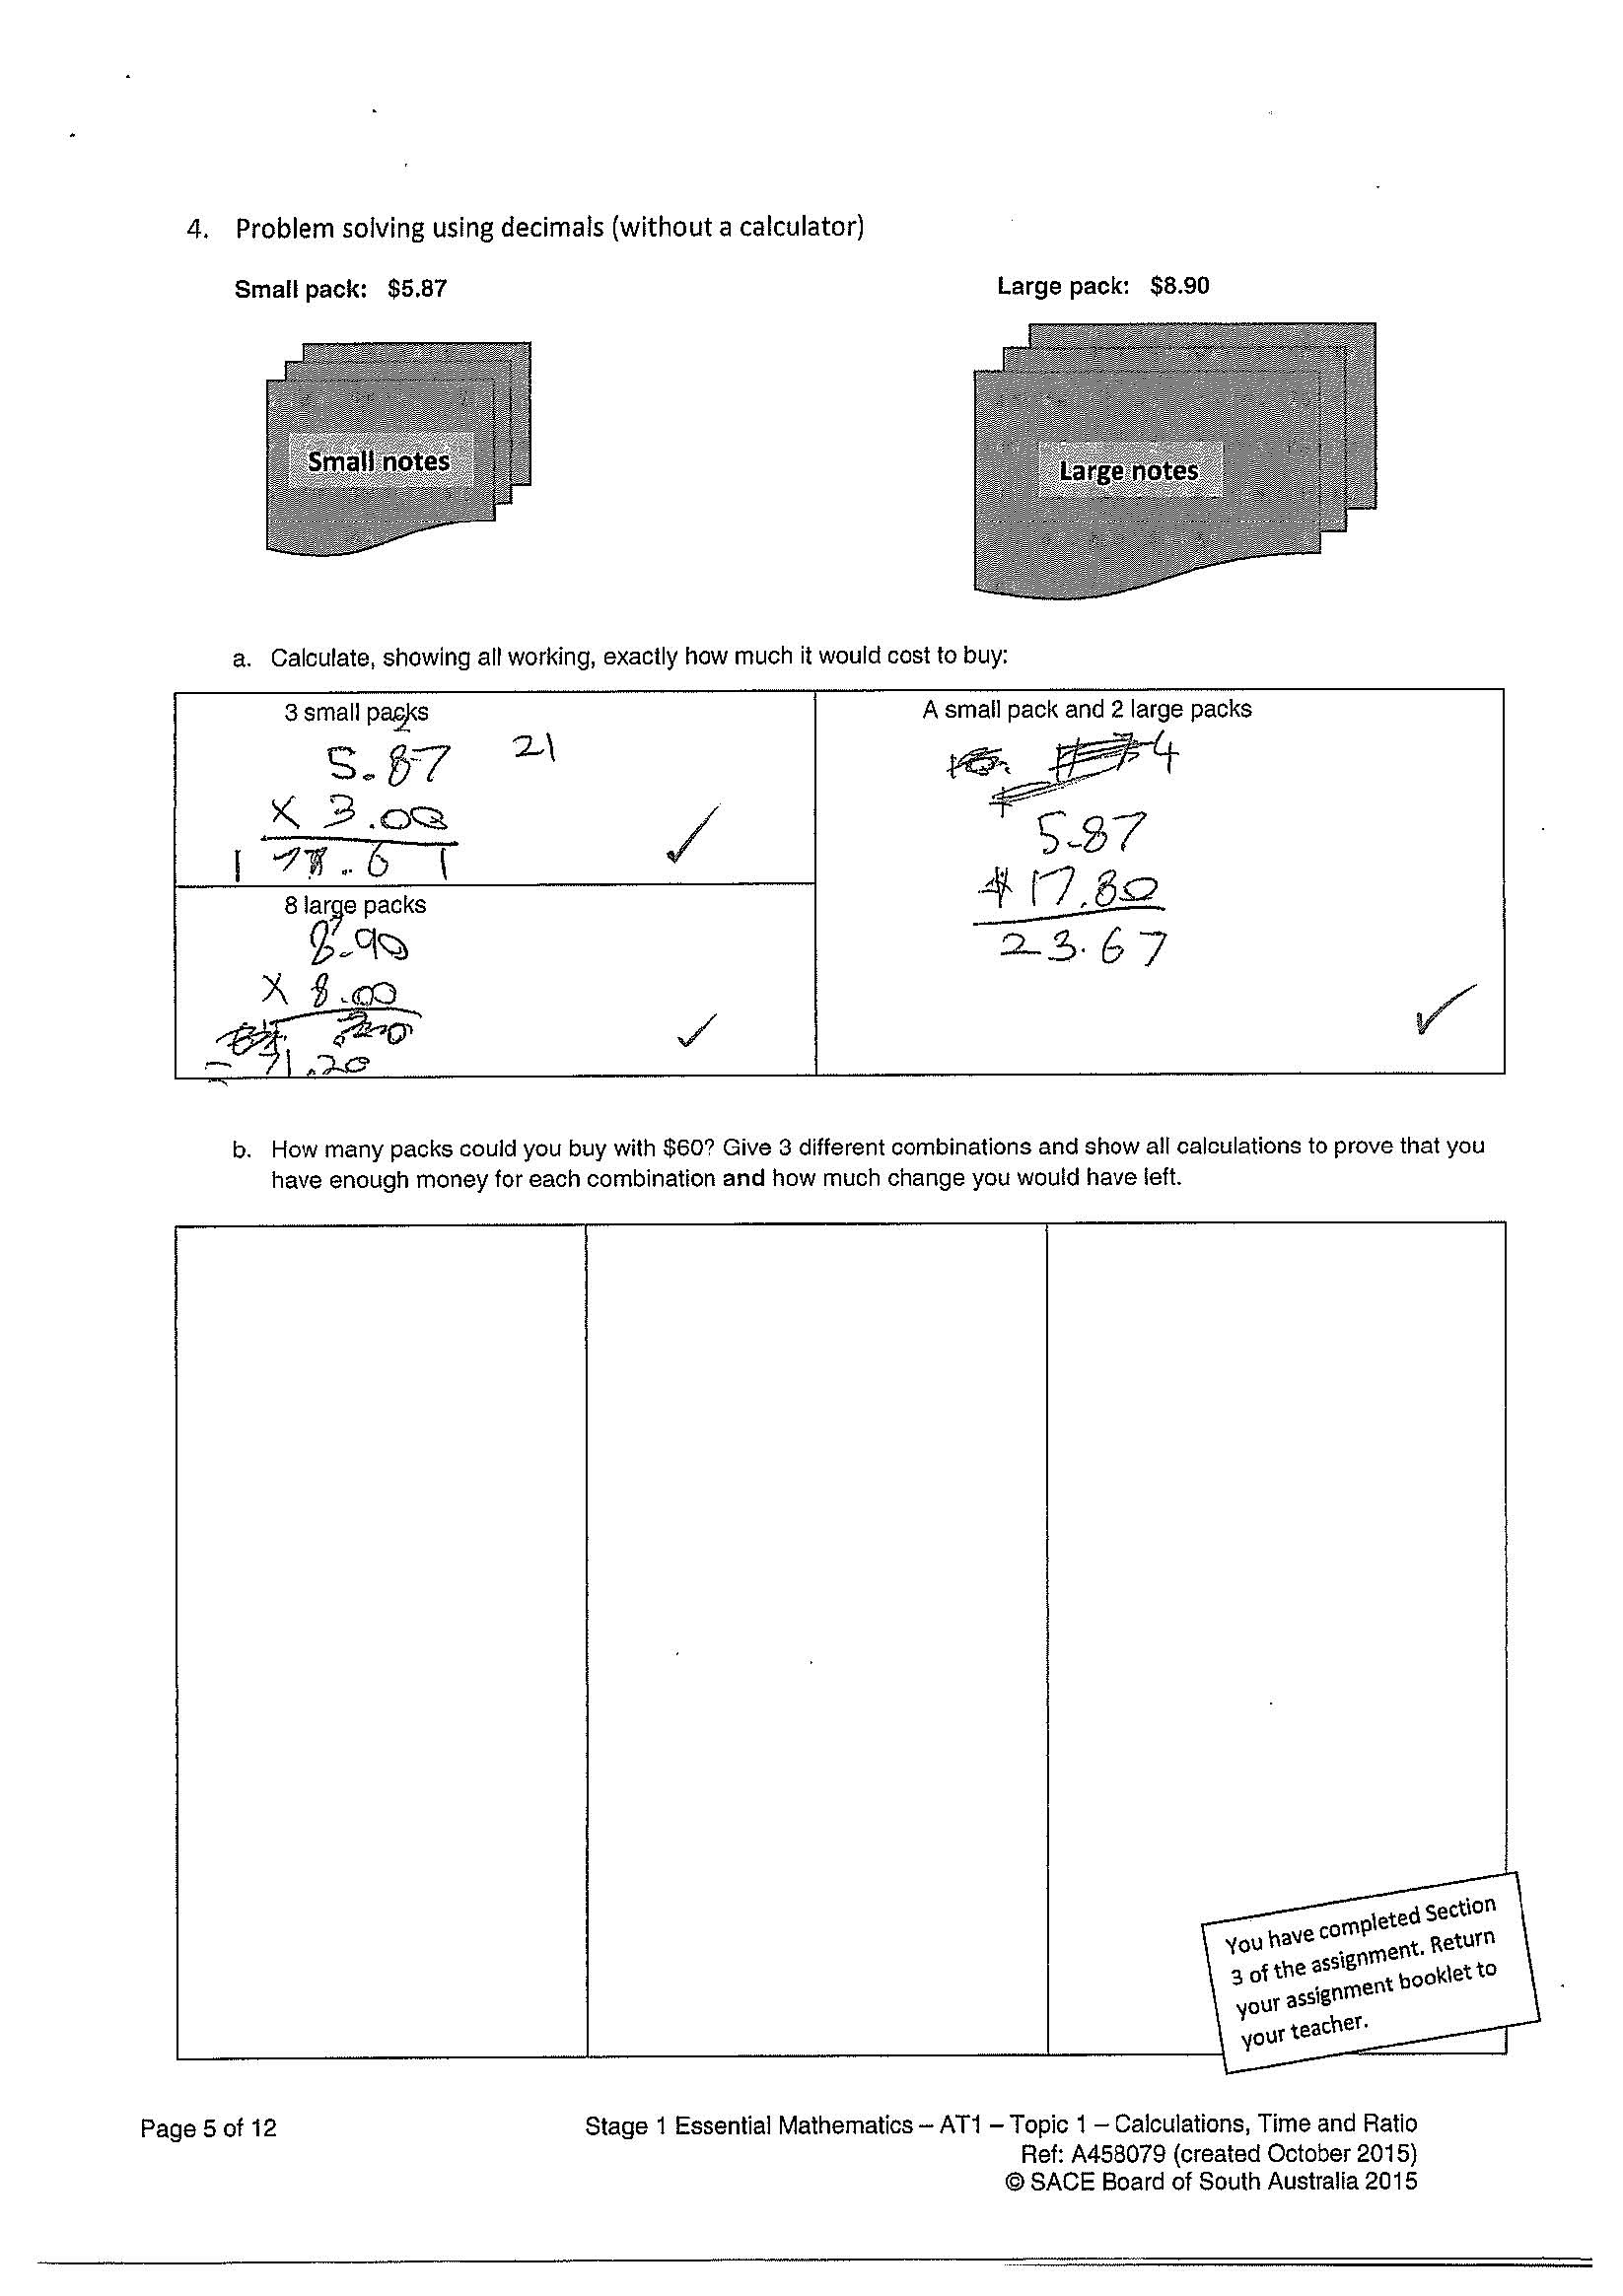 4. Problem solving using decimals (without a calculator)
Small pack: $5.87
Large pack: $8.90
Small notes
Large notes
a. Calculate, showing all working, exactly how much it would cost to buy:
3 small packs
2
5.87 21
X 3.00
1 7.61
8 large packs
7
8.90
X 8.00
= 71.20
A small pack and 2 large packs
4
5.87
+ 17.80
23.67
b. How many packs could you buy with $60? Give 3 different combinations and show all calculations to prove that you
have enough money for each combination and how much change you would have left.
You have completed Section
3 of the assignment. Return
your assignment booklet to
your teacher.
Page 5 of 12
Stage 1 Essential Mathematics – AT1 – Topic 1 – Calculations, Time and Ratio
Ref: A458079 (created October 2015)
© SACE Board of South Australia 2015